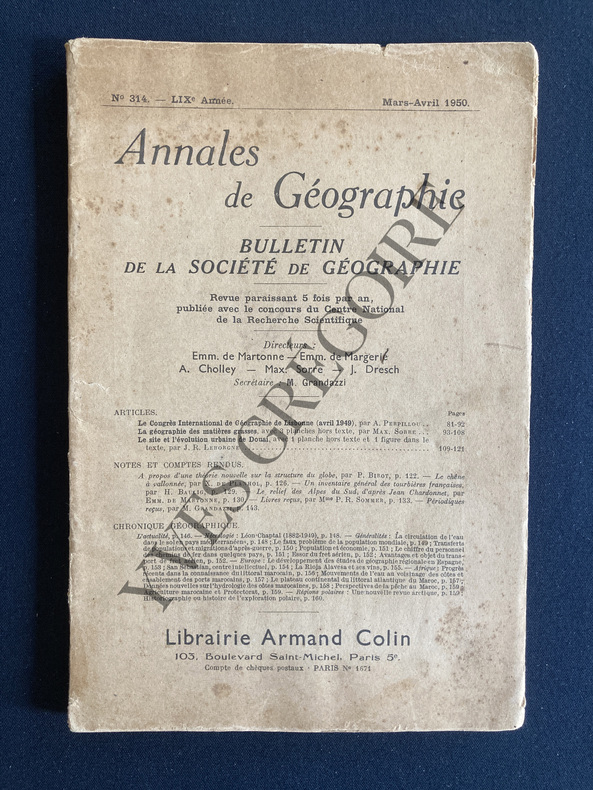 Nº 314. — LIXe Année.
Mars-Avril 1950.
Annales
de Géographie
BULLETIN
DE LA SOCIÉTÉ DE GÉOGRAPHIE
Revue paraissant 5 fois par an,
publiée avec le concours du Centre National
de la Recherche Scientifique
Directeurs :
Emm. de Martonne — Emm. de Margerie
A. Cholley — Max. Sorre — J. Dresch
Secrétaire : M. Grandazzi
ARTICLES.
Pages
Le Congrès International de Géographie de Lisbonne (avril 1949), par A. PERPILLOU .. 81-92
La géographie des matières grasses, avec planches hors texte, par MAX. SORRE ... 93-108
Le site et l'évolution urbaine de Douai, avec 1 planche hors texte et 1 figure dans le
texte, par J. R. LEBORGNE ... 109-121
NOTES ET COMPTES RENDUS.
A propos d'une théorie nouvelle sur la structure du globe, par P. BIROT, p. 122. — Le chêne
à vallonnée, par X. DE PLANHOL, p. 126. — Un inventaire général des tourbières françaises,
par H. p. 129. — Le relief des Alpes du Sud, d'après Jean Chardonnet, par
EMM. DE MARTONNE, p. 130. — Livres reçus, par Mme P. R. SOMMER, p. 133. — Périodiques
reçus, par M. GRANDAZZI, p. 143.
CHRONIQUE GÉOGRAPHIQUE
L'actualité, p. 146. — Nécrologie : Léon-Chaptal (1882-1949), p. 148. — Généralités : La circulation de l'eau
dans le sol en pays méditerranéens, p. 148 ; Le faux problème de la population mondiale, p. 149 ; Transferts
de population et migrations d'après-guerre, p. 150 ; Population et économie, p. 151 ; Le chiffre du personnel
des chemins de fer dans quelques pays, p. 151 ; Essor du fret aérien, p. 152 ; Avantages et objet du trans-
port aérien, p. 152. — Europe : Le développement des études de géographie régionale en Espagne,
p. 153 ; San Sébastian, centre intellectuel, p. 154 ; La Rioja Alavesa et ses vins, p. 155. — Afrique : Progrès
récents dans la connaissance du littoral marocain, p. 156 ; Mouvements de l'eau au voisinage des côtes et
ensablement des ports marocains, p. 157 ; Le plateau continental du littoral atlantique du Maroc, p. 157 ;
Données nouvelles sur l'hydrologie des côtes marocaines, p. 158 ; Perspectives de la pêche au Maroc, p. 158 ;
Agriculture marocaine et Protectorat, p. 159. — Régions polaires : Une nouvelle revue arctique, p. 159 ;
Historiographie ou histoire de l'exploration polaire, p. 160.
Librairie Armand Colin
103, Boulevard Saint-Michel, Paris 5e.
Compte de chèques postaux : PARIS Nº 1671
YVIS GRÉGOIRE